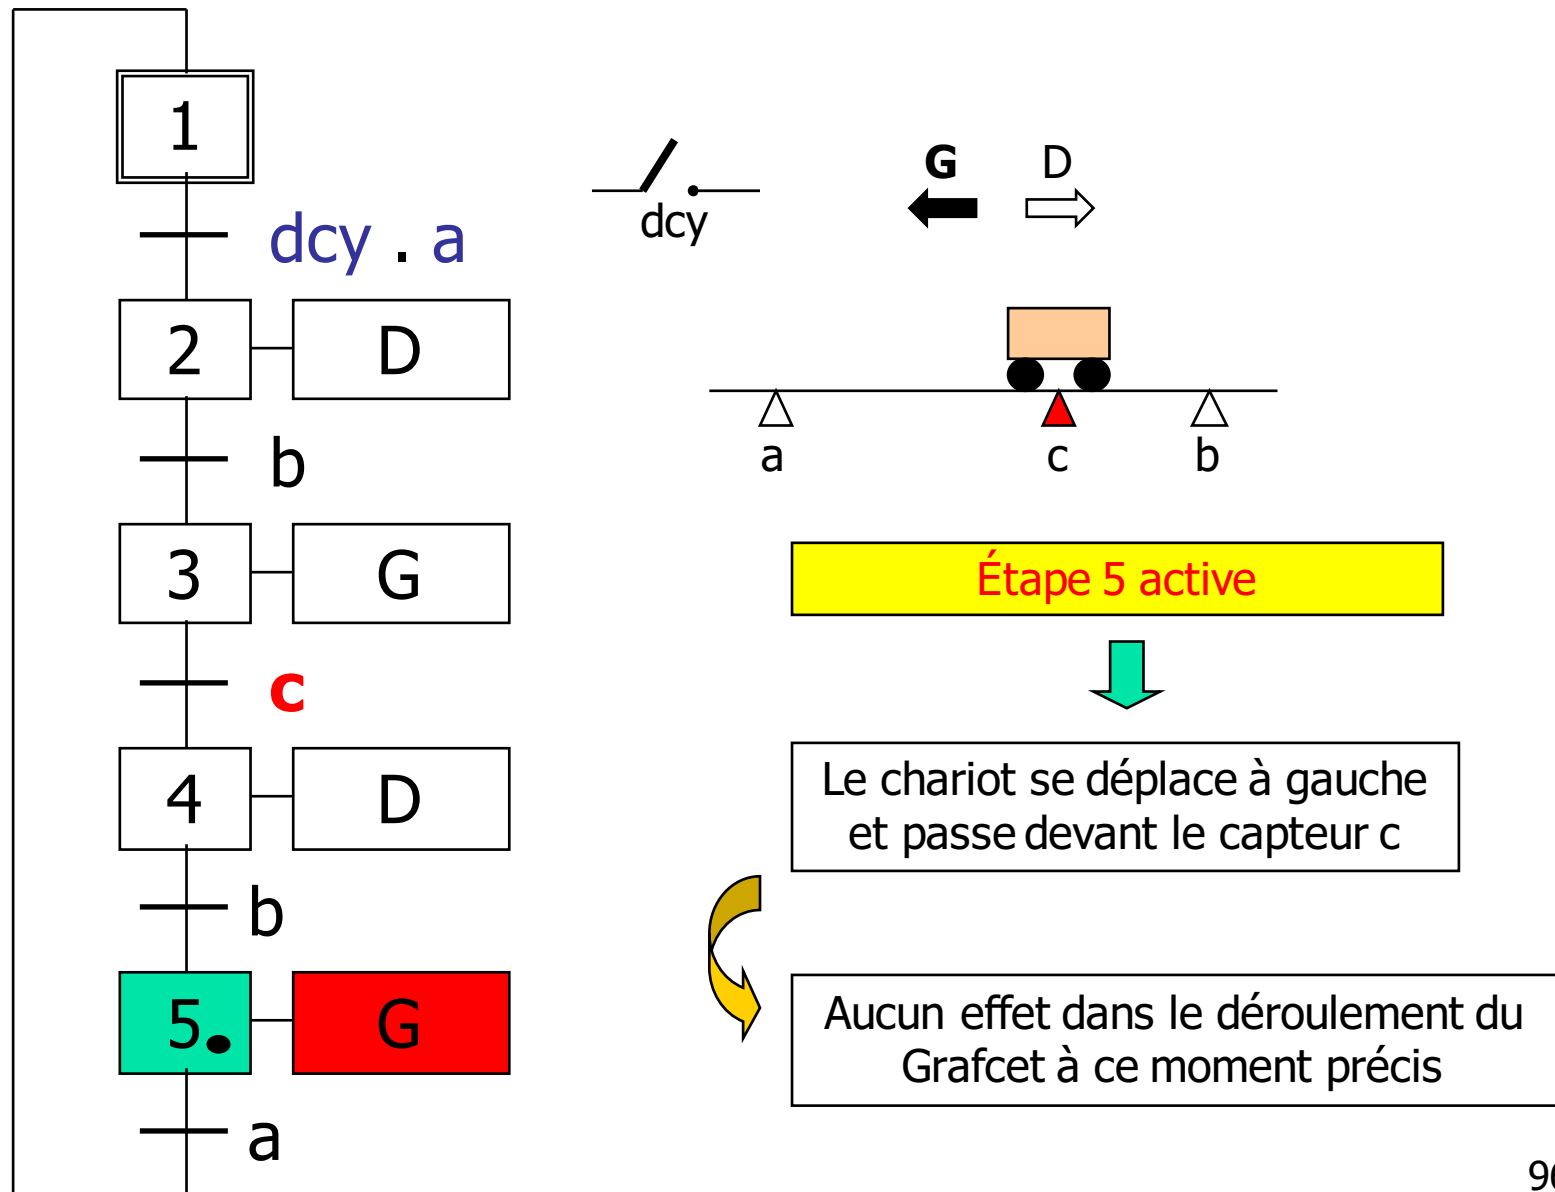 1
dcy . a
2 D
b
3 G
c
4 D
b
5 G
a
dcy
G D
a c b
Étape 5 active
Le chariot se déplace à gauche
et passe devant le capteur c
Aucun effet dans le déroulement du
Grafcet à ce moment précis